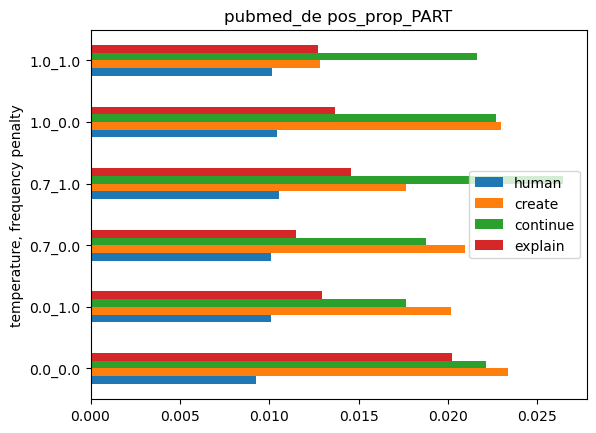 pubmed_de pos_prop_PART
temperature, frequency penalty
1.0_1.0
1.0_0.0
0.7_1.0
0.7_0.0
0.0_1.0
0.0_0.0
human
create
continue
explain
0.000 0.005 0.010 0.015 0.020 0.025